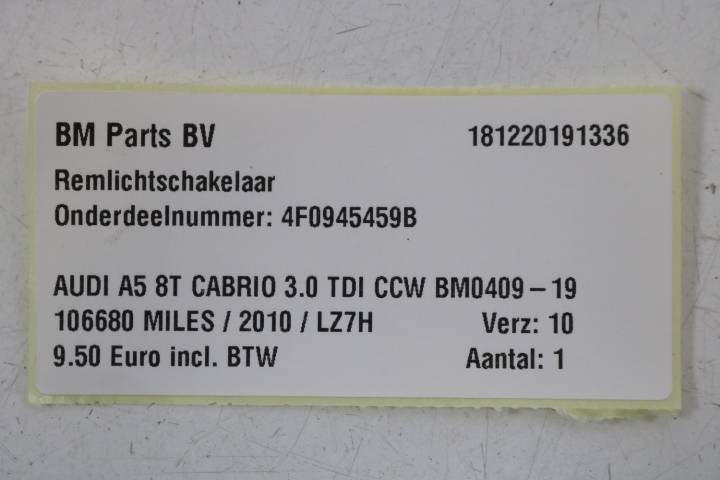 BM Parts BV 181220191336
Remlichtschakelaar
Onderdeelnummer: 4F0945459B
AUDI A5 8T CABRIO 3.0 TDI CCW BM0409-19
106680 MILES / 2010 / LZ7H Verz: 10
9.50 Euro incl. BTW Aantal: 1